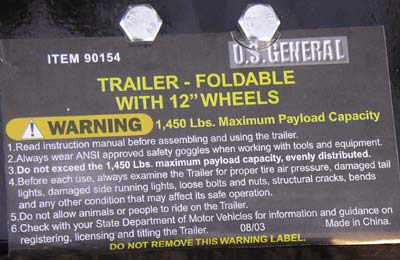 ITEM 90154
U.S. GENERAL
TRAILER - FOLDABLE
WITH 12" WHEELS
WARNING 1,450 Lbs. Maximum Payload Capacity
1.Read instruction manual before assembling and using the trailer.
2.Always wear ANSI approved safety goggles when working with tools and equipment.
3.Do not exceed the 1,450 Lbs. maximum payload capacity, evenly distributed.
4.Before each use, always examine the Trailer for proper tire air pressure, damaged tail
lights, damaged side running lights, loose bolts and nuts, structural cracks, bends
and any other condition that may affect its safe operation.
5.Do not allow animals or people to ride on the Trailer.
6.Check with your State Department of Motor Vehicles for information and guidance on
registering, licensing and titling the Trailer. 08/03 Made in China.
DO NOT REMOVE THIS WARNING LABEL.